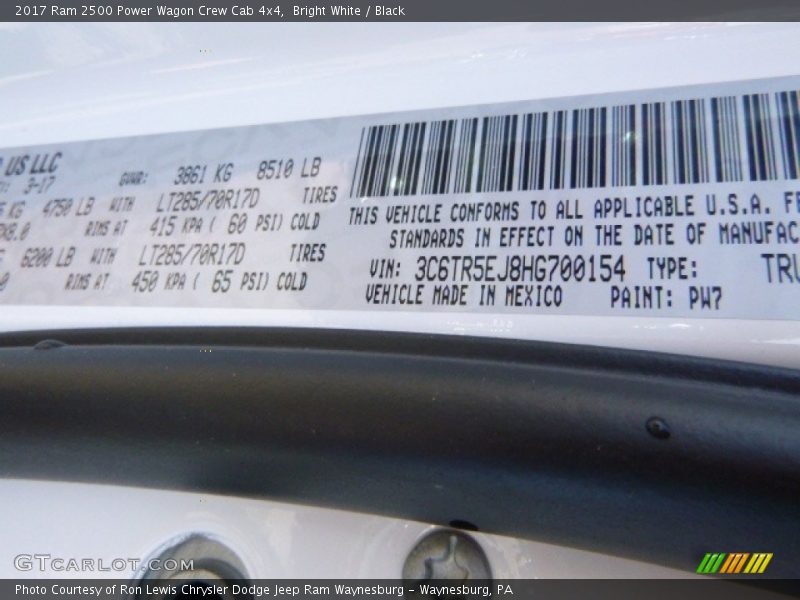 2017 Ram 2500 Power Wagon Crew Cab 4x4,  Bright White / Black
US LLC
3-17 GVWR: 3861 KG 8510 LB
KG 4750 LB WITH LT285/70R17D TIRES
RIMS AT 415 KPA ( 60 PSI) COLD
6200 LB WITH LT285/70R17D TIRES
RIMS AT 450 KPA ( 65 PSI) COLD
THIS VEHICLE CONFORMS TO ALL APPLICABLE U.S.A. FE
STANDARDS IN EFFECT ON THE DATE OF MANUFAC
VIN: 3C6TR5EJ8HG700154 TYPE: TRU
VEHICLE MADE IN MEXICO PAINT: PW7
GTCarlot.com
Photo Courtesy of Ron Lewis Chrysler Dodge Jeep Ram Waynesburg – Waynesburg, PA